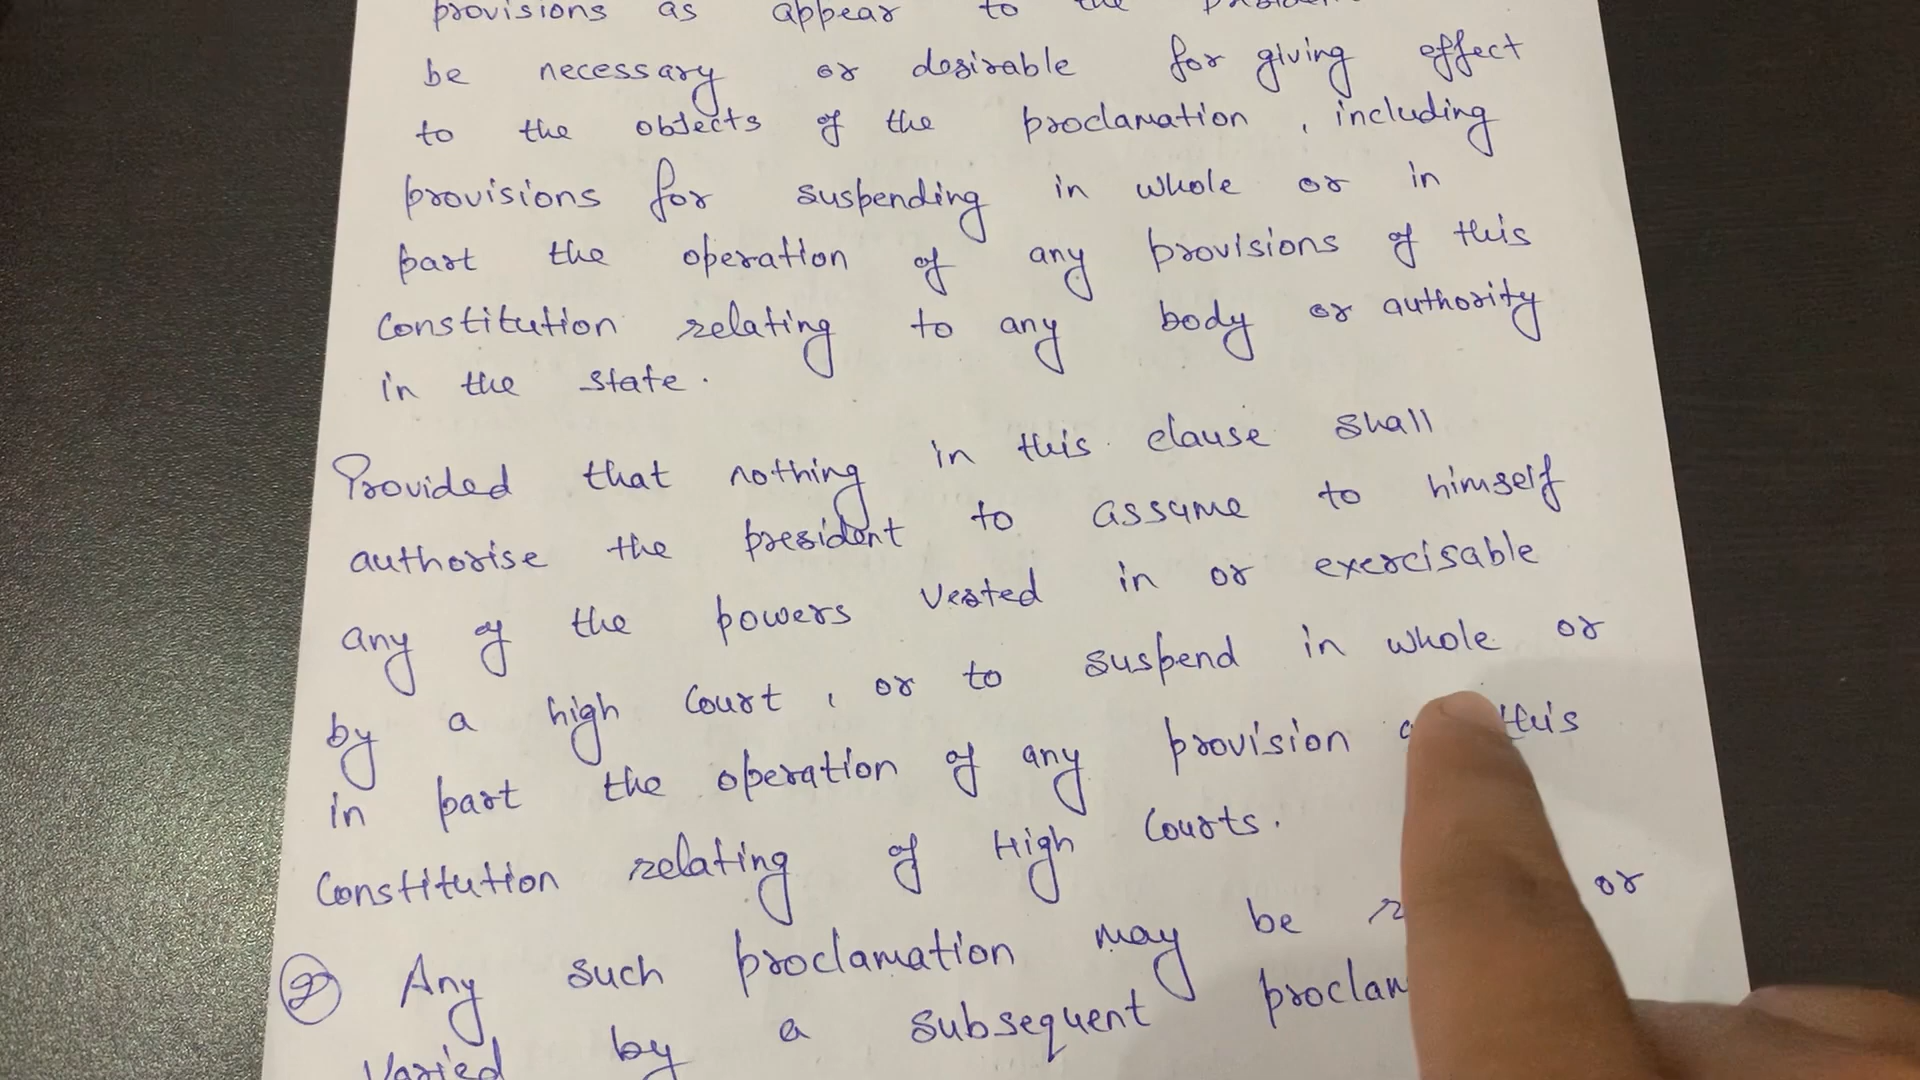 provisions as appear to the
be necessary or desirable for giving effect
to the objects of the proclamation, including
provisions for suspending in whole or in
part the operation of any provisions of this
Constitution relating to any body or authority
in the state.
Provided that nothing in this clause shall
authorise the president to assume to himself
any of the powers vested in or exercisable
by a high Court, or to suspend in whole or
in part the operation of any provision this
Constitution relating of High Courts.
② Any such proclamation may be or
Varied by a subsequent proclam